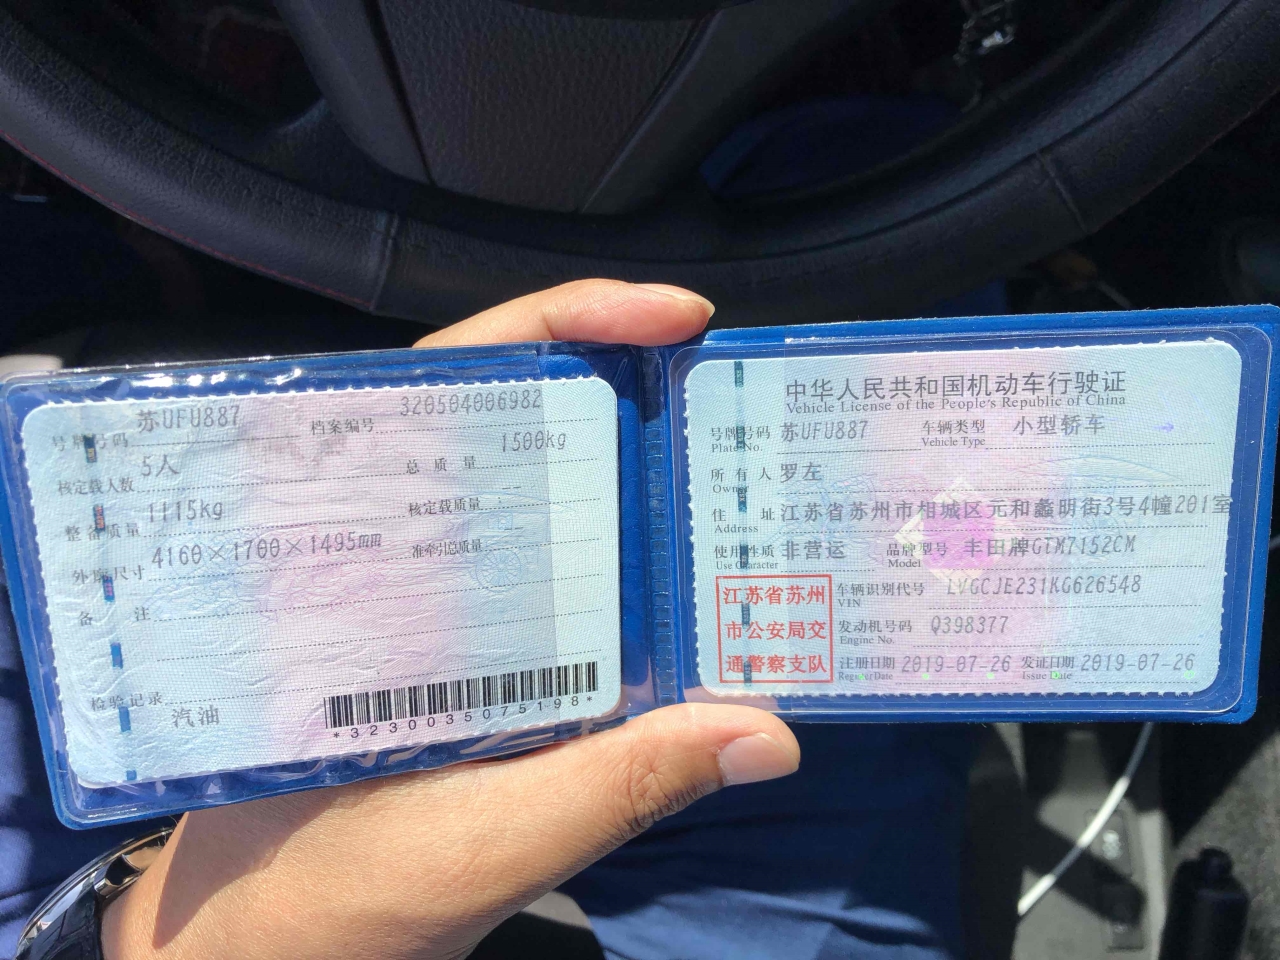 号牌号码 苏UFU887 档案编号 320504006982
核定载人数 5人 总质量 1500kg
整备质量 1115kg 核定载质量 --
外廓尺寸 4160×1700×1495mm 准牵引总质量
备注
检验记录
汽油
*3230035075198*
中华人民共和国机动车行驶证
Vehicle License of the People's Republic of China
号牌号码 苏UFU887 车辆类型 小型轿车
Plate No. Vehicle Type
所有人 罗左
Owner
住址 江苏省苏州市相城区元和蠡明街3号4幢201室
Address
使用性质 非营运 品牌型号 丰田牌GTM7152CM
Use Character Model
江苏省苏州
市公安局交
通警察支队
车辆识别代号 LVGCJE231KG626548
VIN
发动机号码 Q398377
Engine No.
注册日期 2019-07-26 发证日期 2019-07-26
Register Date Issue Date